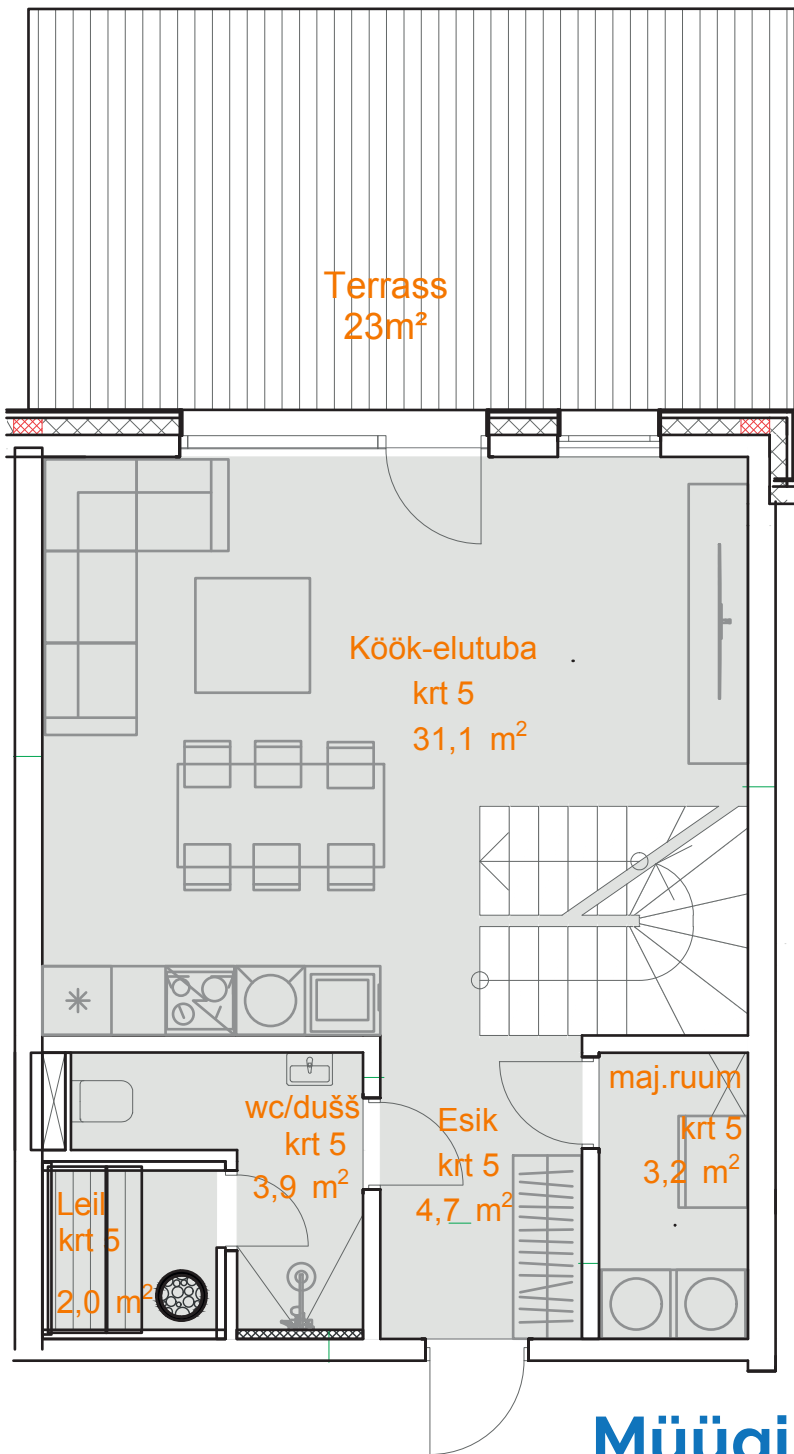 Terrass
23m²
Köök-elutuba
krt 5
31,1 m²
wc/dušš
krt 5
3,9 m²
Esik
krt 5
4,7 m²
maj.ruum
krt 5
3,2 m²
Leil
krt 5
2,0 m²
Müügi